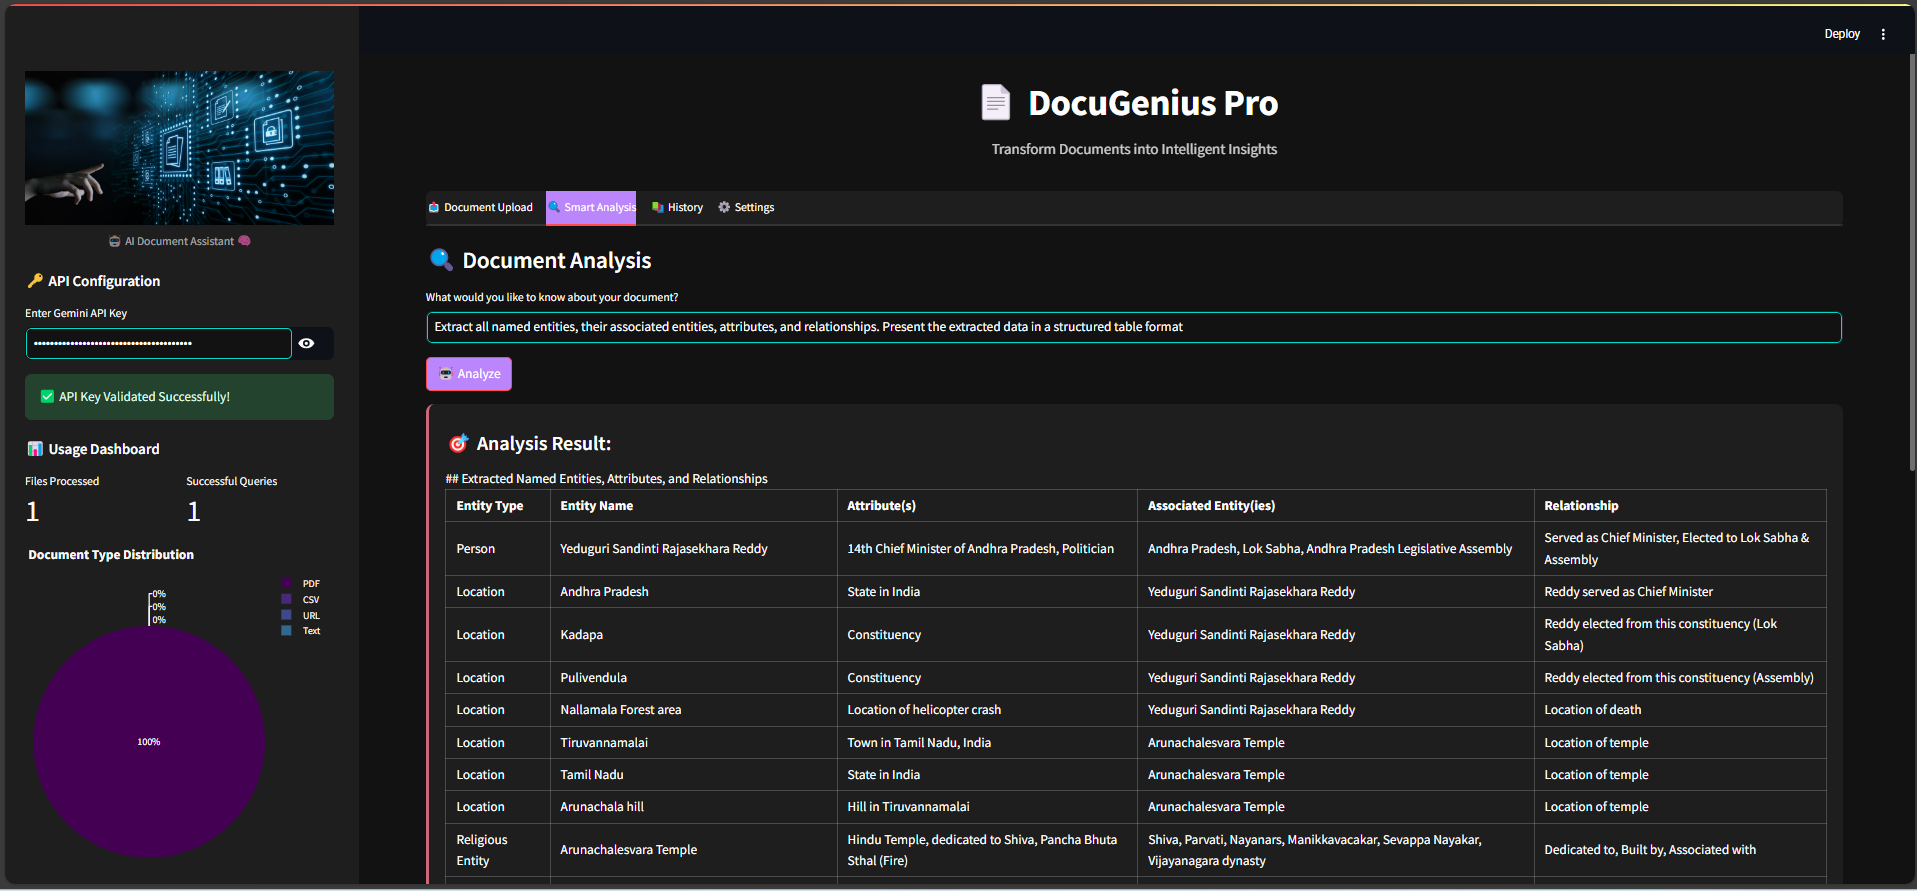 Deploy
AI Document Assistant
API Configuration
Enter Gemini API Key
API Key Validated Successfully!
Usage Dashboard
Files Processed
Successful Queries
1
1
Document Type Distribution
PDF
CSV
URL
Text
0%
0%
0%
100%
DocuGenius Pro
Transform Documents into Intelligent Insights
Document Upload
Smart Analysis
History
Settings
Document Analysis
What would you like to know about your document?
Extract all named entities, their associated entities, attributes, and relationships. Present the extracted data in a structured table format
Analyze
Analysis Result:
## Extracted Named Entities, Attributes, and Relationships
Entity Type Entity Name Attribute(s) Associated Entity(ies) Relationship
Person Yeduguri Sandinti Rajasekhara Reddy 14th Chief Minister of Andhra Pradesh, Politician Andhra Pradesh, Lok Sabha, Andhra Pradesh Legislative Assembly Served as Chief Minister, Elected to Lok Sabha &
Assembly
Location Andhra Pradesh State in India Yeduguri Sandinti Rajasekhara Reddy Reddy served as Chief Minister
Location Kadapa Constituency Yeduguri Sandinti Rajasekhara Reddy Reddy elected from this constituency (Lok
Sabha)
Location Pulivendula Constituency Yeduguri Sandinti Rajasekhara Reddy Reddy elected from this constituency (Assembly)
Location Nallamala Forest area Location of helicopter crash Yeduguri Sandinti Rajasekhara Reddy Location of death
Location Tiruvannamalai Town in Tamil Nadu, India Arunachalesvara Temple Location of temple
Location Tamil Nadu State in India Arunachalesvara Temple Location of temple
Location Arunachala hill Hill in Tiruvannamalai Arunachalesvara Temple Location of temple
Religious
Entity
Arunachalesvara Temple
Hindu Temple, dedicated to Shiva, Pancha Bhuta
Sthal (Fire)
Shiva, Parvati, Nayanars, Manikkavacakar, Sevappa Nayakar,
Vijayanagara dynasty
Dedicated to, Built by, Associated with